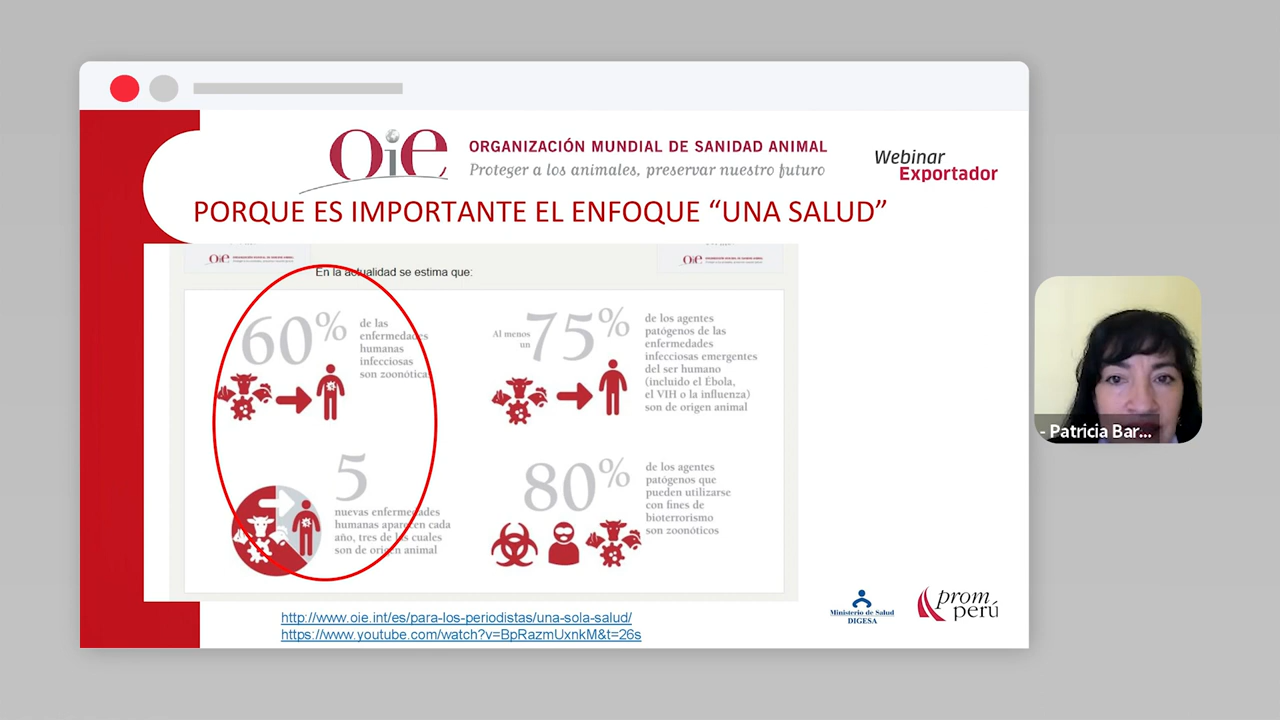 oie
ORGANIZACIÓN MUNDIAL DE SANIDAD ANIMAL
Proteger a los animales, preservar nuestro futuro
Webinar
Exportador
PORQUE ES IMPORTANTE EL ENFOQUE “UNA SALUD”
oie
oie
En la actualidad se estima que:
60%
de las
enfermedades
humanas
infecciosas
son zoonóticas
Al menos
un
75%
de los agentes
patógenos de las
enfermedades
infecciosas emergentes
del ser humano
(incluido el Ébola,
el VIH o la influenza)
son de origen animal
5
nuevas enfermedades
humanas aparecen cada
año, tres de las cuales
son de origen animal
80%
de los agentes
patógenos que
pueden utilizarse
con fines de
bioterrorismo
son zoonóticos
http://www.oie.int/es/para-los-periodistas/una-sola-salud/
https://www.youtube.com/watch?v=BpRazmUxnkM&t=26s
Ministerio de Salud
DIGESA
prom
perú
- Patricia Bar...